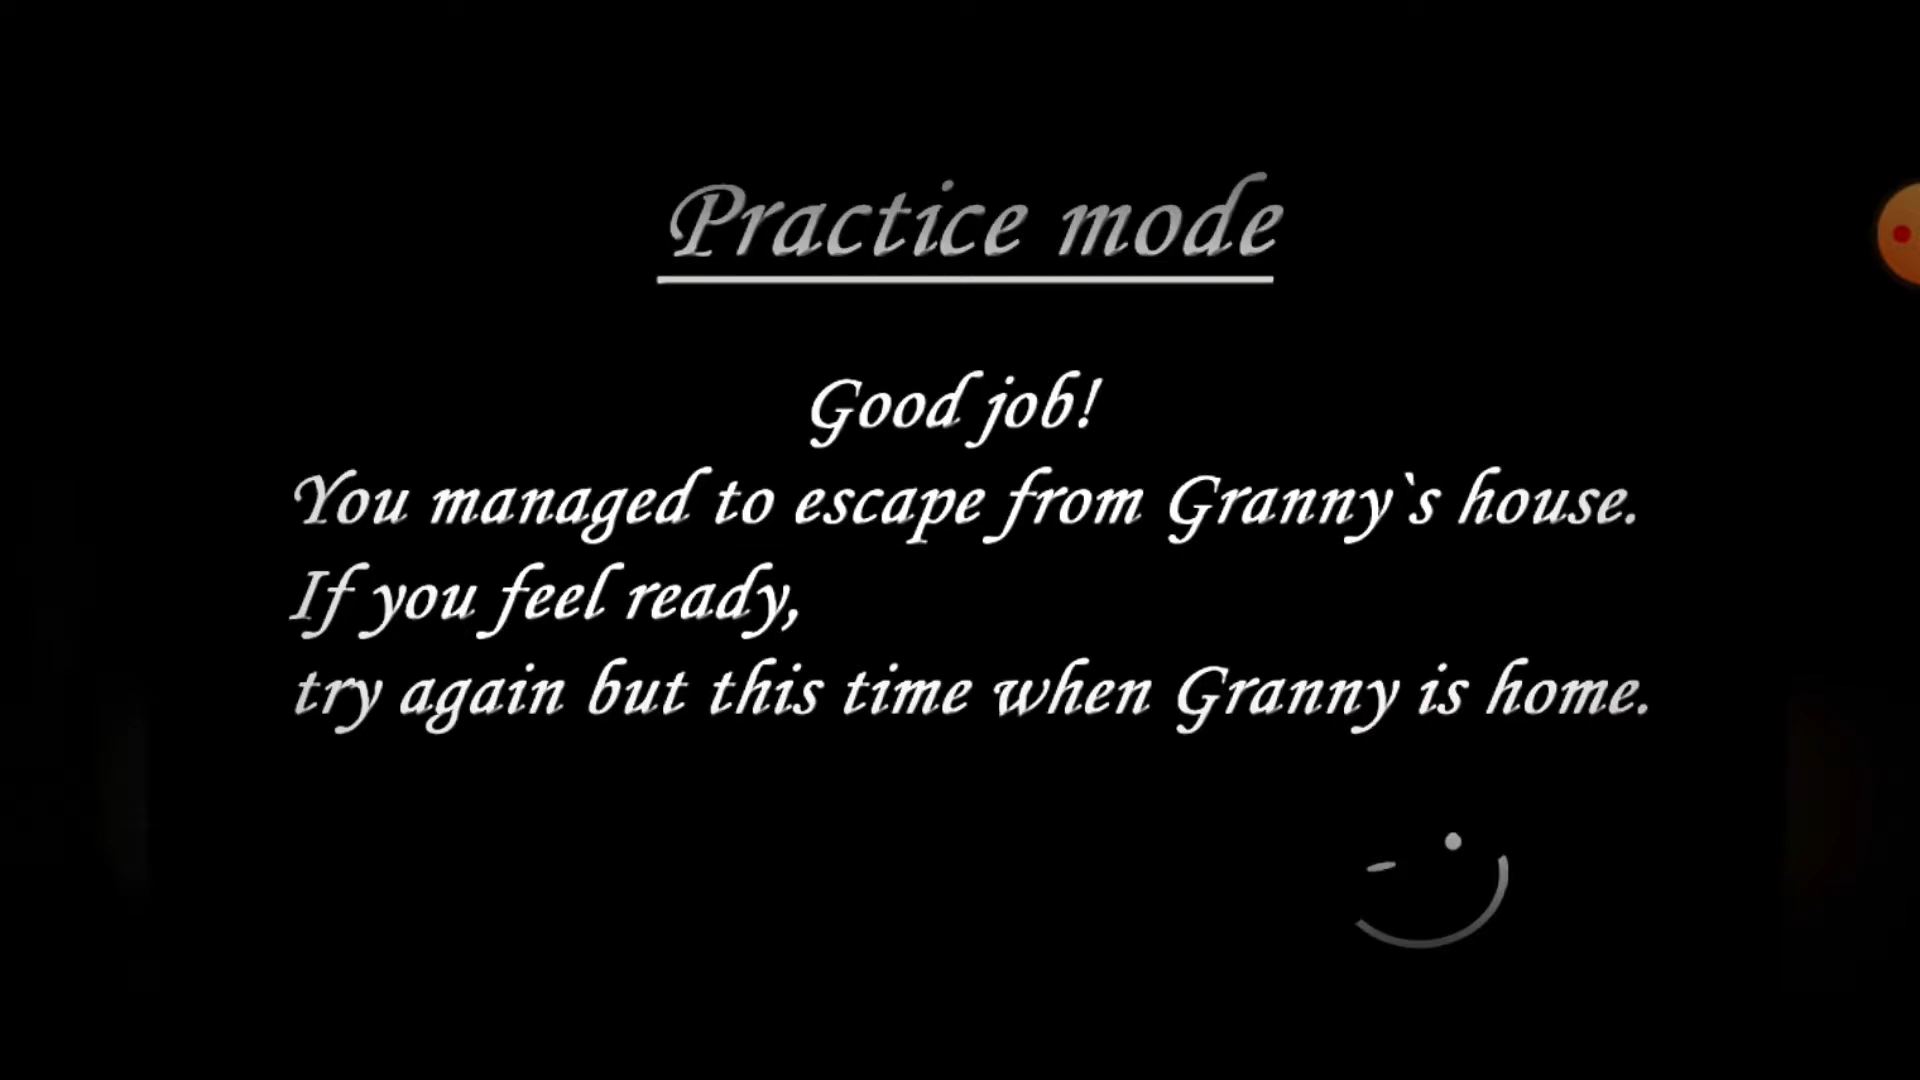 Practice mode
Good job!
You managed to escape from Granny`s house.
If you feel ready,
try again but this time when Granny is home.